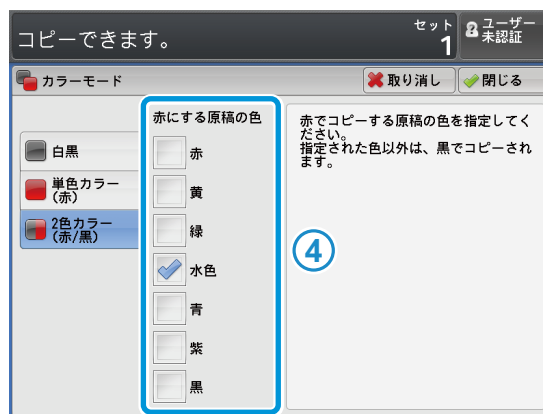 コピーできます。
セット
1
ユーザー
未認証
カラーモード
取り消し
閉じる
白黒
単色カラー
(赤)
2色カラー
(赤/黒)
赤にする原稿の色
赤
黄
緑
水色
青
紫
黒
赤でコピーする原稿の色を指定してく
ださい。
指定された色以外は、黒でコピーされ
ます。
4